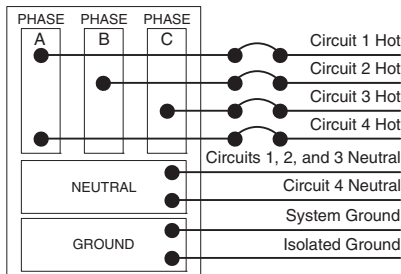 PHASE PHASE PHASE
A B C
Circuit 1 Hot
Circuit 2 Hot
Circuit 3 Hot
Circuit 4 Hot
Circuits 1, 2, and 3 Neutral
NEUTRAL
Circuit 4 Neutral
System Ground
GROUND
Isolated Ground